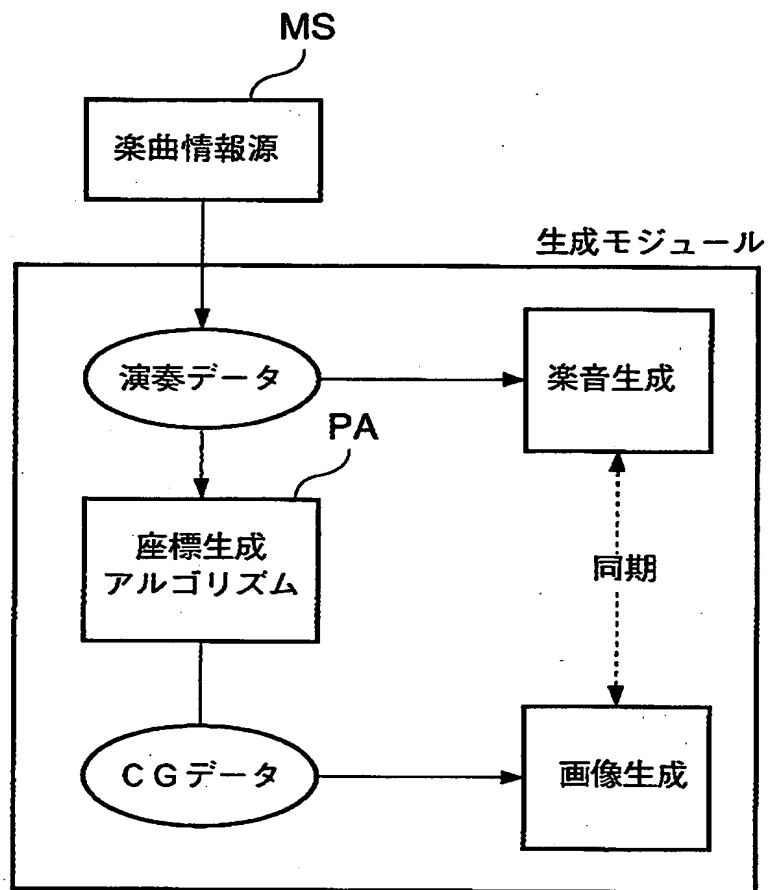 MS
楽曲情報源
生成モジュール
演奏データ
楽音生成
PA
座標生成
アルゴリズム
同期
CGデータ
画像生成